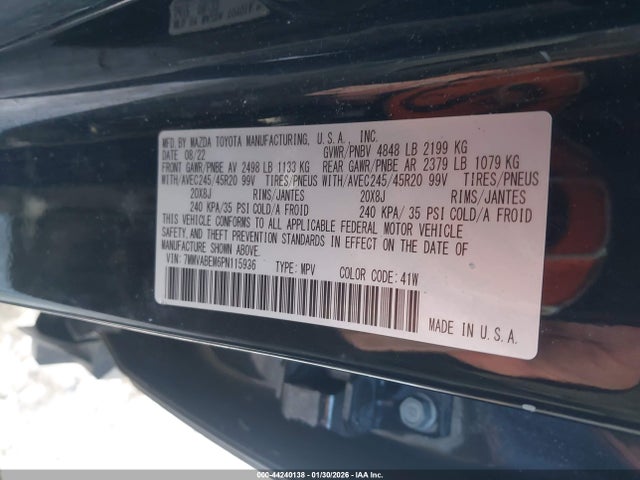 MFD.BY MAZDA TOYOTA MANUFACTURING, U.S.A., INC.
DATE 08/22 GVWR/PNBV 4848 LB 2199 KG
FRONT GAWR/PNBE AV 2498 LB 1133 KG REAR GAWR/PNBE AR 2379 LB 1079 KG
WITH/AVEC245/45R20 99V TIRES/PNEUS WITH/AVEC245/45R20 99V TIRES/PNEUS
20X8J RIMS/JANTES 20X8J RIMS/JANTES
240 KPA/ 35 PSI COLD/A FROID 240 KPA/ 35 PSI COLD/A FROID
THIS VEHICLE CONFORMS TO ALL APPLICABLE FEDERAL MOTOR VEHICLE
SAFETY AND THEFT PREVENTION STANDARDS IN EFFECT ON THE DATE OF
MANUFACTURE SHOWN ABOVE.
VIN: 7MMVABEM6PN115936 TYPE: MPV COLOR CODE: 41W
MADE IN U.S.A.
000-44240138 - 01/30/2026 - IAA Inc.